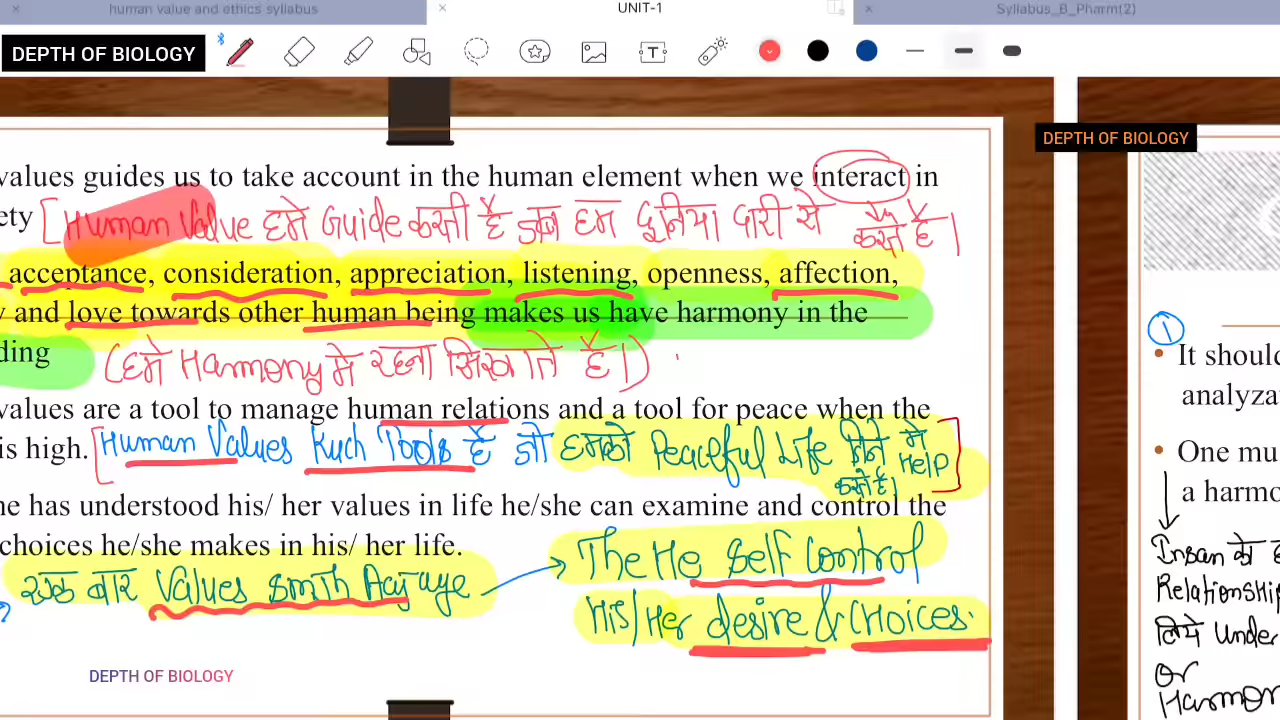 human value and ethics syllabus
UNIT-1
Syllabus_B_Pharm(2)
DEPTH OF BIOLOGY
T
DEPTH OF BIOLOGY
values guides us to take account in the human element when we interact in
ety [Human Value हमे Guide करती है जब हम दुनिया दारी से करते है।
acceptance, consideration, appreciation, listening, openness, affection,
y and love towards other human being makes us have harmony in the
ding (हमे Harmony मे रहना सिखाते है।)
values are a tool to manage human relations and a tool for peace when the
is high. [Human Values Kuch Tools है जो हमको Peaceful Life मे Help करते है।]
ne has understood his/ her values in life he/she can examine and control the
choices he/she makes in his/ her life.
एक बार Values smjh Aajaye
The He Self Control
His/Her desire & CHoices.
DEPTH OF BIOLOGY
1
• It should
analyza
• One mu
a harmo
Insan के
Relationship
लिये Under
or
Harmon